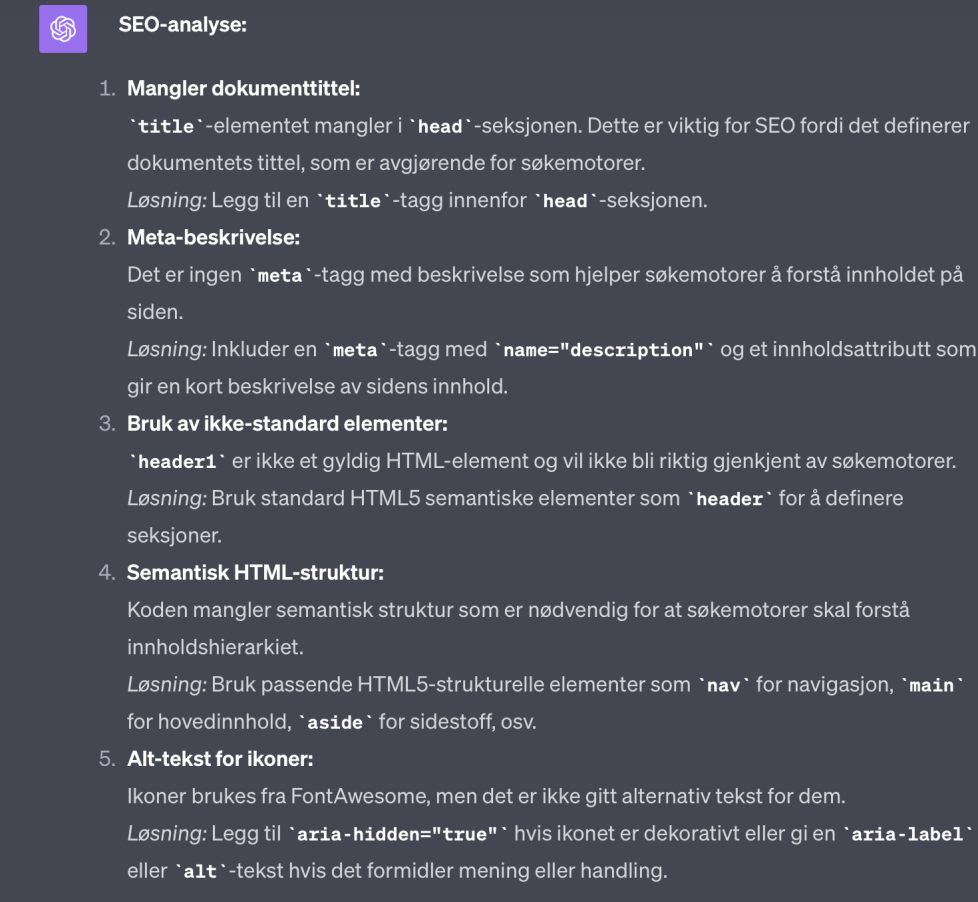 SEO-analyse:
1. Mangler dokumenttittel:
`title`-elementet mangler i `head`-seksjonen. Dette er viktig for SEO fordi det definerer
dokumentets tittel, som er avgjørende for søkemotorer.
Løsning: Legg til en `title`-tagg innenfor `head`-seksjonen.
2. Meta-beskrivelse:
Det er ingen `meta`-tagg med beskrivelse som hjelper søkemotorer å forstå innholdet på
siden.
Løsning: Inkluder en `meta`-tagg med `name="description"` og et innholdsattributt som
gir en kort beskrivelse av sidens innhold.
3. Bruk av ikke-standard elementer:
`header1` er ikke et gyldig HTML-element og vil ikke bli riktig gjenkjent av søkemotorer.
Løsning: Bruk standard HTML5 semantiske elementer som `header` for å definere
seksjoner.
4. Semantisk HTML-struktur:
Koden mangler semantisk struktur som er nødvendig for at søkemotorer skal forstå
innholdshierarkiet.
Løsning: Bruk passende HTML5-strukturelle elementer som `nav` for navigasjon, `main`
for hovedinnhold, `aside` for sidestoff, osv.
5. Alt-tekst for ikoner:
Ikoner brukes fra FontAwesome, men det er ikke gitt alternativ tekst for dem.
Løsning: Legg til `aria-hidden="true"` hvis ikonet er dekorativt eller gi en `aria-label`
eller `alt`-tekst hvis det formidler mening eller handling.